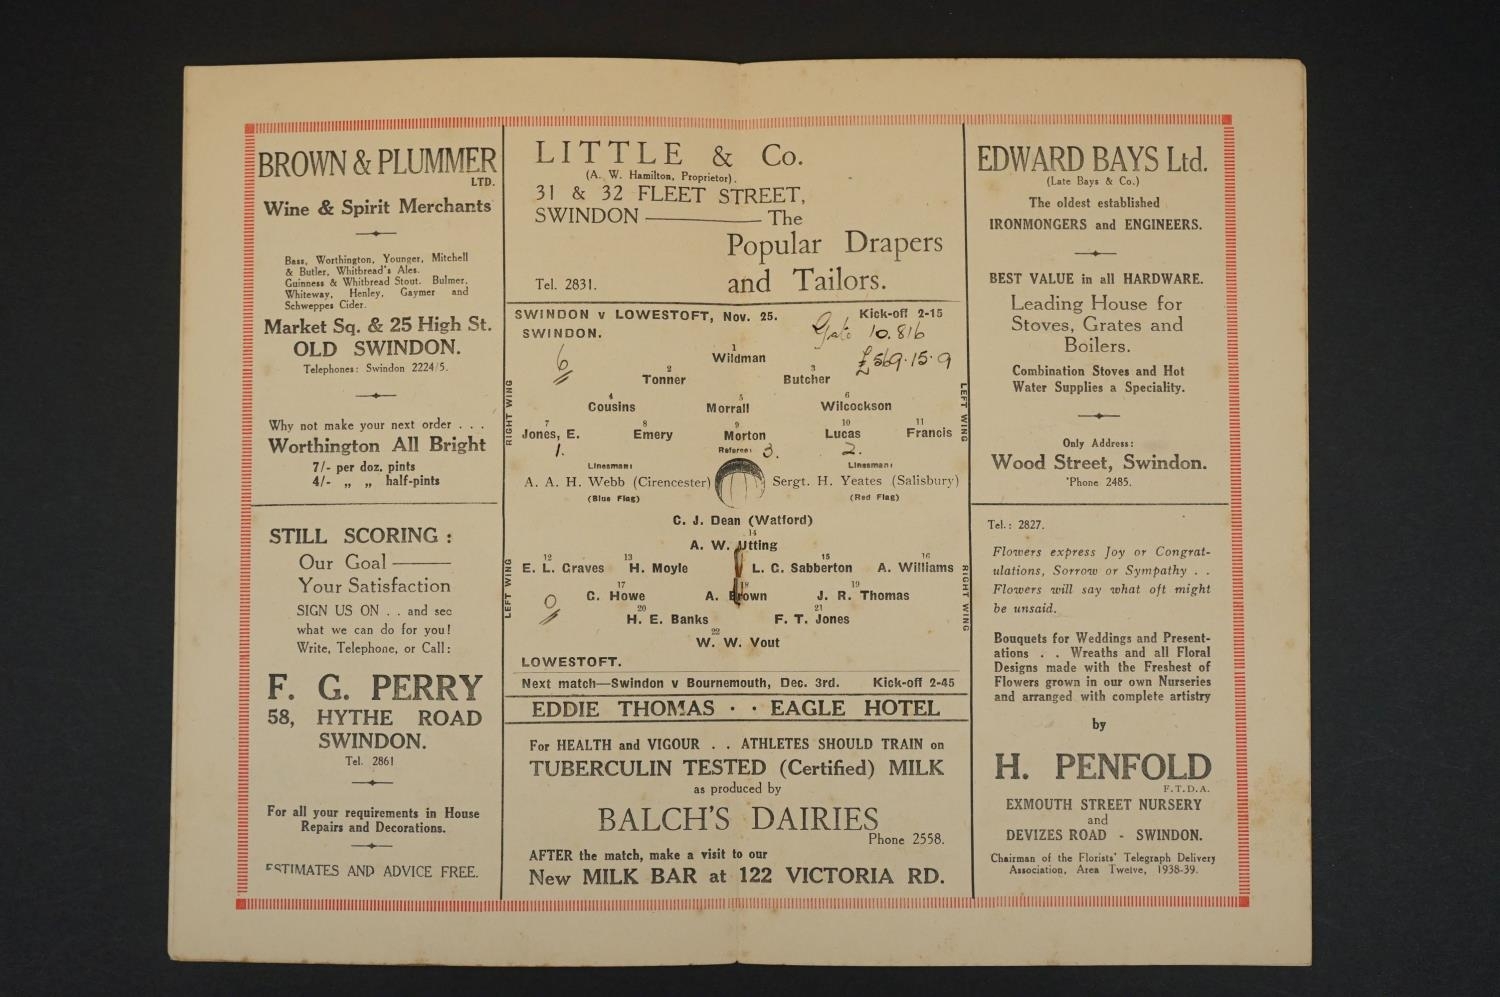 BROWN & PLUMMER
LTD.
Wine & Spirit Merchants
Bass, Worthington, Younger, Mitchell
& Butler, Whitbread's Ales.
Guinness & Whitbread Stout. Bulmer,
Whiteway, Henley, Gaymer and
Schweppes Cider.
Market Sq. & 25 High St.
OLD SWINDON.
Telephones: Swindon 2224/5.
Why not make your next order . . .
Worthington All Bright
7/- per doz. pints
4/- „ „ half-pints
STILL SCORING :
Our Goal ———
Your Satisfaction
SIGN US ON . . and see
what we can do for you!
Write, Telephone, or Call:
F. G. PERRY
58, HYTHE ROAD
SWINDON.
Tel. 2861
For all your requirements in House
Repairs and Decorations.
ESTIMATES AND ADVICE FREE.
LITTLE & Co.
(A. W. Hamilton, Proprietor).
31 & 32 FLEET STREET,
SWINDON ——— The
Popular Drapers
Tel. 2831. and Tailors.
SWINDON v LOWESTOFT, Nov. 25. Kick-off 2-15
SWINDON. Gate 10.816
6 £569.15.9
1
Wildman
2 3
Tonner Butcher
4 5 6
Cousins Morrall Wilcockson
RIGHT WING
LEFT WING
7 8 9 10 11
Jones, E. Emery Morton Lucas Francis
1. Referee: 3. 2.
Linesman: Linesman:
A. A. H. Webb (Cirencester) Sergt. H. Yeates (Salisbury)
(Blue Flag) (Red Flag)
C. J. Dean (Watford)
14
A. W. Utting
12 13 15 16
E. L. Graves H. Moyle L. C. Sabberton A. Williams
LEFT WING
RIGHT WING
17 18 19
C. Howe A. Brown J. R. Thomas
0
20 21
H. E. Banks F. T. Jones
22
W. W. Vout
LOWESTOFT.
Next match—Swindon v Bournemouth, Dec. 3rd. Kick-off 2-45
EDDIE THOMAS · · EAGLE HOTEL
For HEALTH and VIGOUR . . ATHLETES SHOULD TRAIN on
TUBERCULIN TESTED (Certified) MILK
as produced by
BALCH'S DAIRIES
Phone 2558.
AFTER the match, make a visit to our
New MILK BAR at 122 VICTORIA RD.
EDWARD BAYS Ltd.
(Late Bays & Co.)
The oldest established
IRONMONGERS and ENGINEERS.
BEST VALUE in all HARDWARE.
Leading House for
Stoves, Grates and
Boilers.
Combination Stoves and Hot
Water Supplies a Speciality.
Only Address:
Wood Street, Swindon.
'Phone 2485.
Tel.: 2827.
Flowers express Joy or Congrat-
ulations, Sorrow or Sympathy . .
Flowers will say what oft might
be unsaid.
Bouquets for Weddings and Present-
ations . . Wreaths and all Floral
Designs made with the Freshest of
Flowers grown in our own Nurseries
and arranged with complete artistry
by
H. PENFOLD
F.T.D.A.
EXMOUTH STREET NURSERY
and
DEVIZES ROAD - SWINDON.
Chairman of the Florists' Telegraph Delivery
Association, Area Twelve, 1938-39.